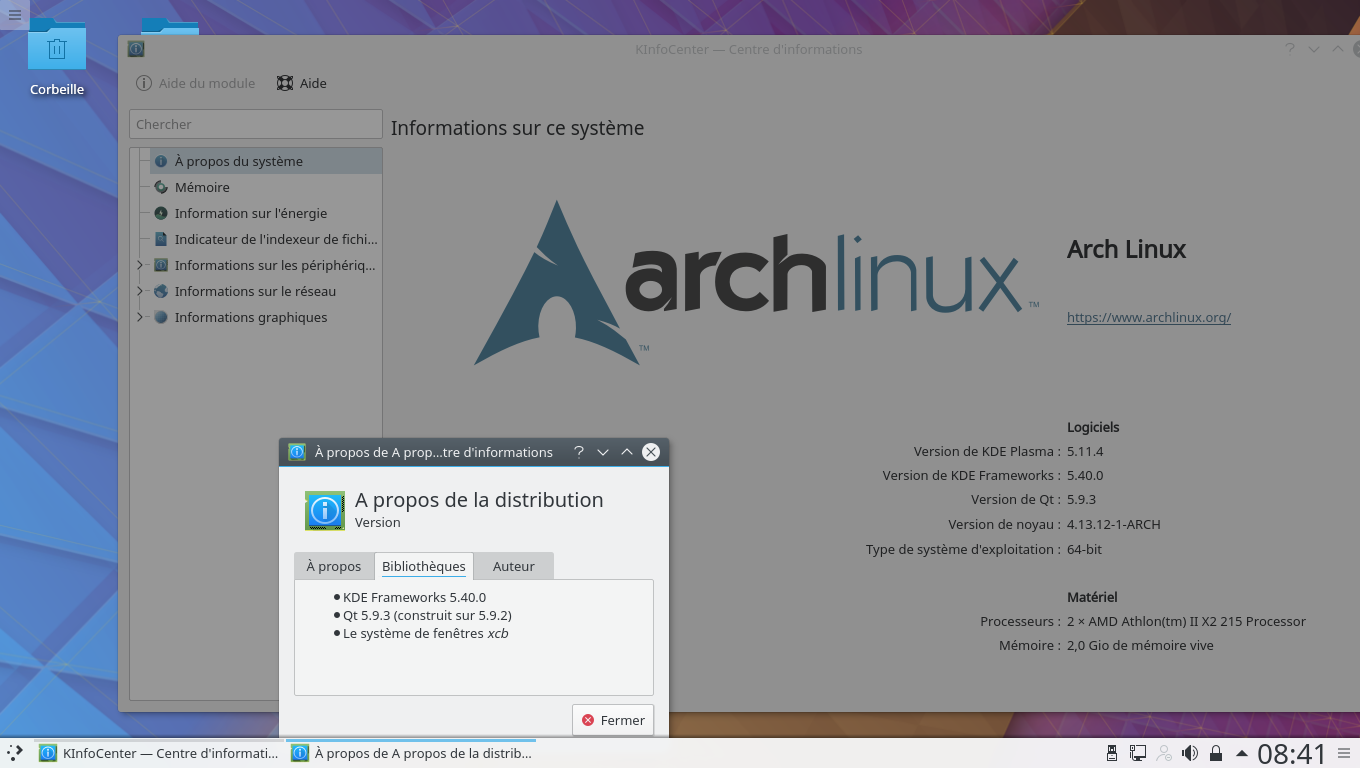 Corbeille
KInfoCenter — Centre d'informations
Aide du module
Aide
Chercher
À propos du système
Mémoire
Information sur l'énergie
Indicateur de l'indexeur de fichi...
Informations sur les périphériq...
Informations sur le réseau
Informations graphiques
Informations sur ce système
archlinux ™
™
Arch Linux
https://www.archlinux.org/
Logiciels
Version de KDE Plasma : 5.11.4
Version de KDE Frameworks : 5.40.0
Version de Qt : 5.9.3
Version de noyau : 4.13.12-1-ARCH
Type de système d'exploitation : 64-bit
Matériel
Processeurs : 2 × AMD Athlon(tm) II X2 215 Processor
Mémoire : 2,0 Gio de mémoire vive
À propos de A prop...tre d'informations
A propos de la distribution
Version
À propos
Bibliothèques
Auteur
• KDE Frameworks 5.40.0
• Qt 5.9.3 (construit sur 5.9.2)
• Le système de fenêtres xcb
Fermer
KInfoCenter — Centre d'informati...
À propos de A propos de la distrib...
08:41